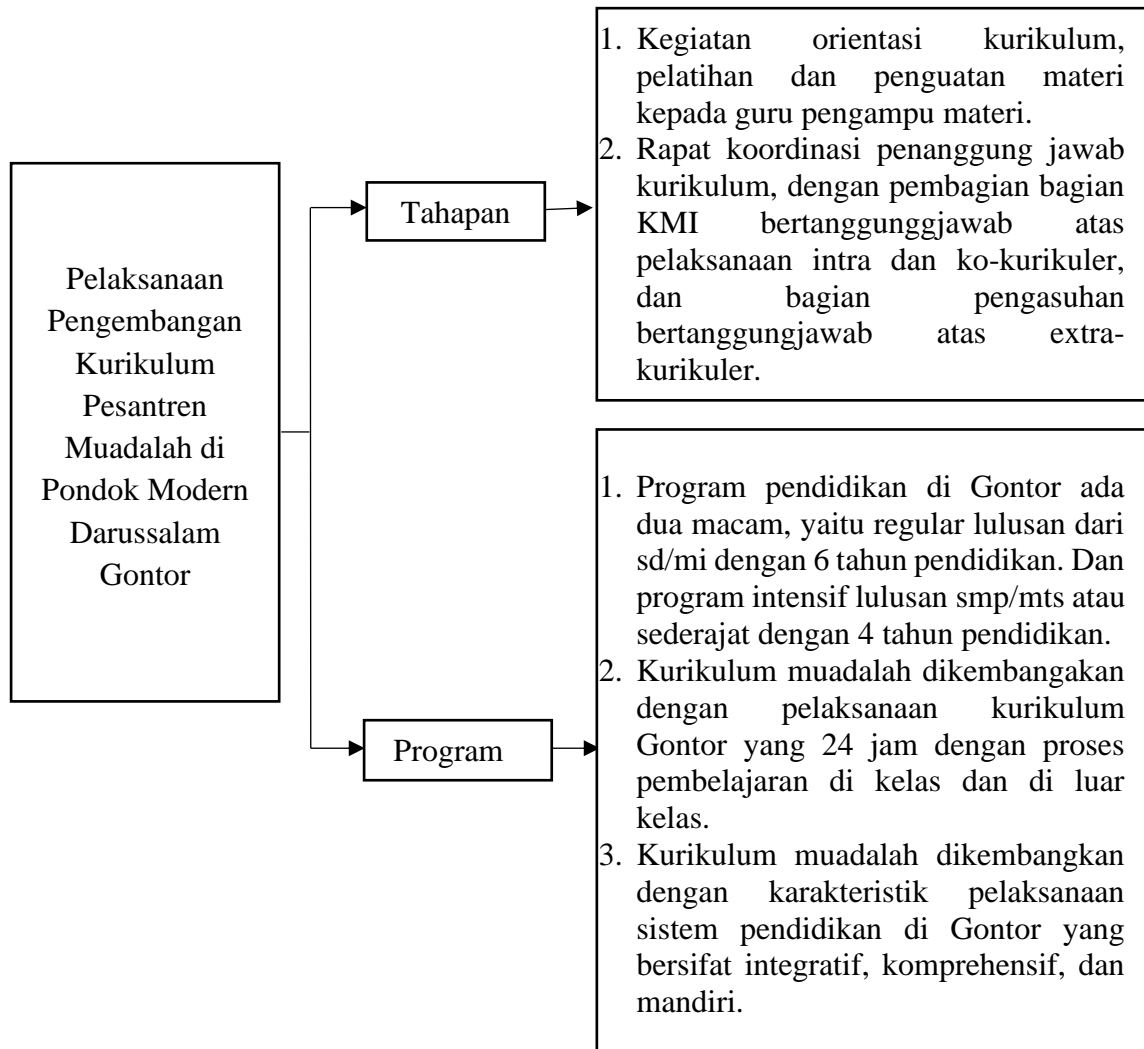 Pelaksanaan
Pengembangan
Kurikulum
Pesantren
Muadalah di
Pondok Modern
Darussalam
Gontor
Tahapan
1. Kegiatan orientasi kurikulum,
pelatihan dan penguatan materi
kepada guru pengampu materi.
2. Rapat koordinasi penanggung jawab
kurikulum, dengan pembagian bagian
KMI bertanggunggjawab atas
pelaksanaan intra dan ko-kurikuler,
dan bagian pengasuhan
bertanggungjawab atas extra-
kurikuler.
Program
1. Program pendidikan di Gontor ada
dua macam, yaitu regular lulusan dari
sd/mi dengan 6 tahun pendidikan. Dan
program intensif lulusan smp/mts atau
sederajat dengan 4 tahun pendidikan.
2. Kurikulum muadalah dikembangakan
dengan pelaksanaan kurikulum
Gontor yang 24 jam dengan proses
pembelajaran di kelas dan di luar
kelas.
3. Kurikulum muadalah dikembangkan
dengan karakteristik pelaksanaan
sistem pendidikan di Gontor yang
bersifat integratif, komprehensif, dan
mandiri.